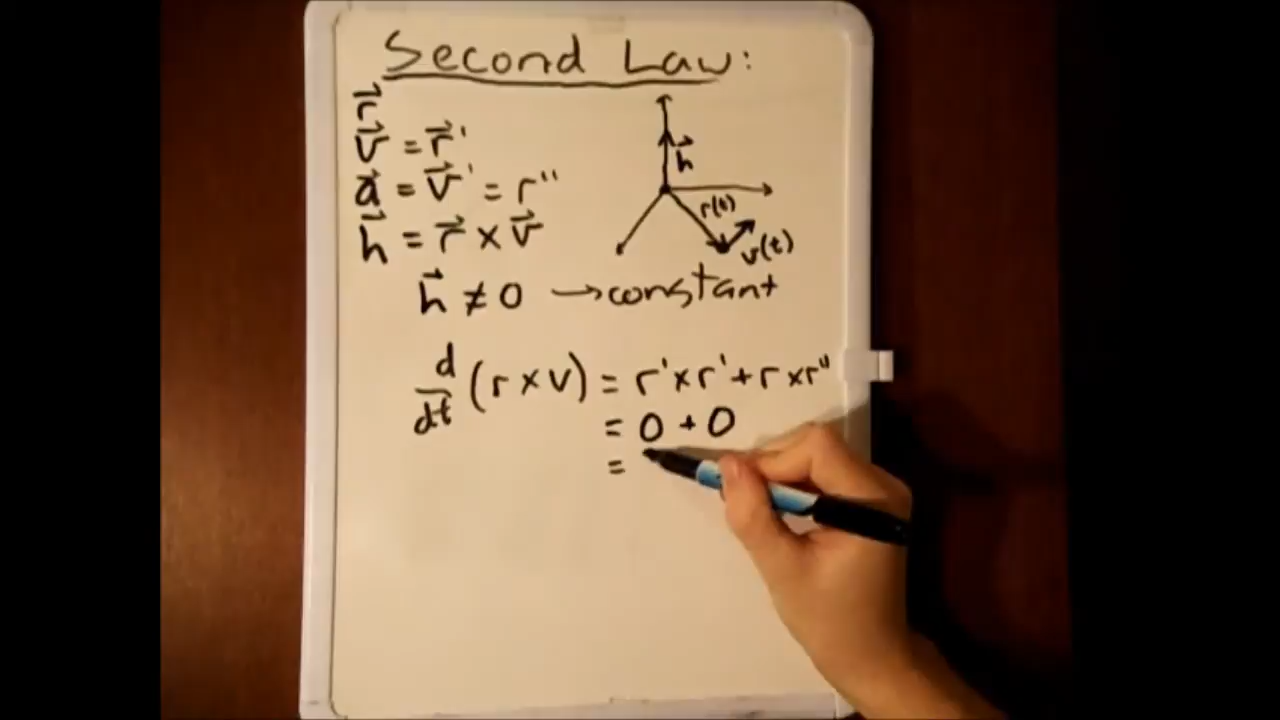 Second Law:
r⃗
v⃗ = r⃗'
a⃗ = v⃗' = r''
h⃗ = r⃗ × v⃗
h⃗
r(t)
v(t)
h⃗ ≠ 0 → constant
d/dt (r × v) = r' × r' + r × r''
= 0 + 0
=